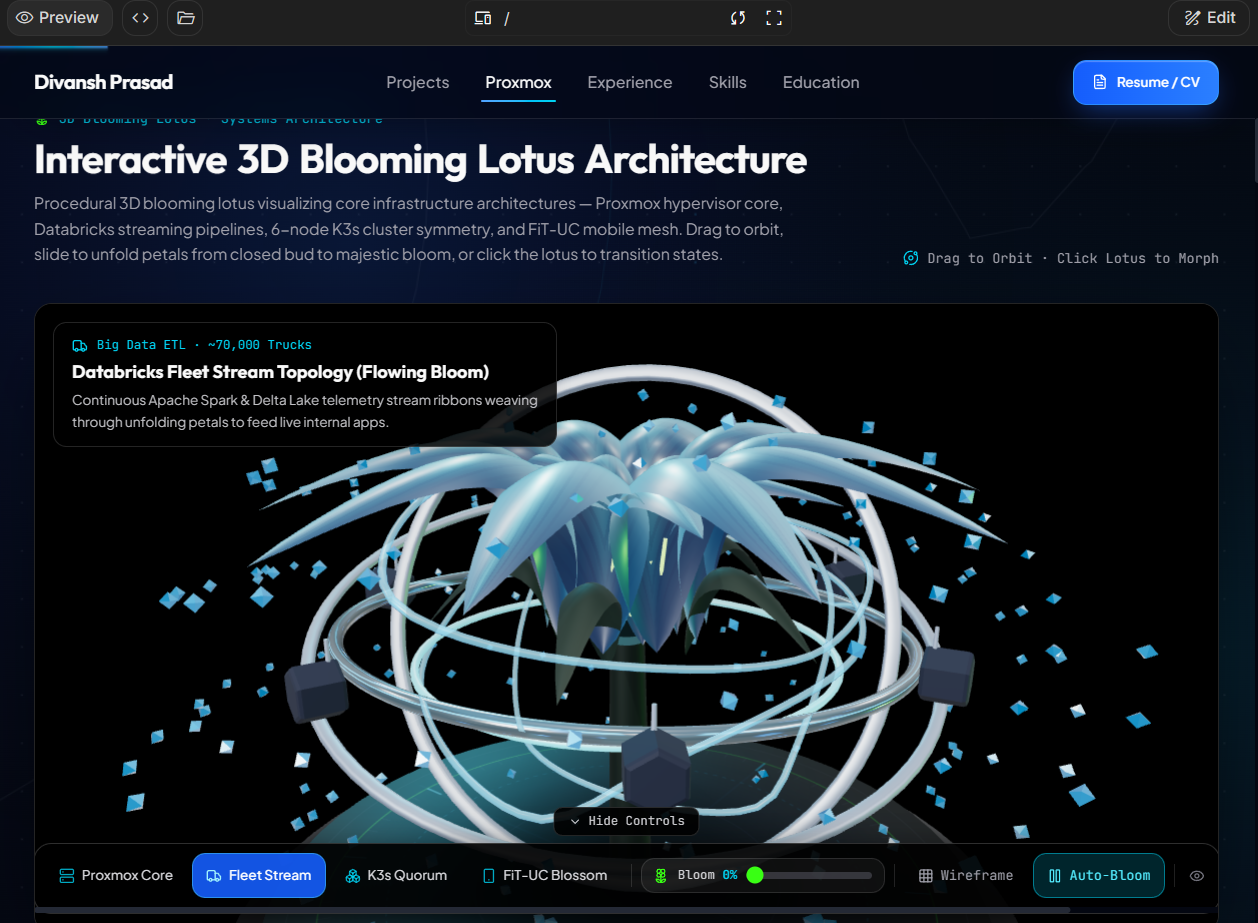 Preview
/
Edit
Divansh Prasad
Projects
Proxmox
Experience
Skills
Education
Resume / CV
3D Blooming Lotus Systems Architecture
Interactive 3D Blooming Lotus Architecture
Procedural 3D blooming lotus visualizing core infrastructure architectures — Proxmox hypervisor core,
Databricks streaming pipelines, 6-node K3s cluster symmetry, and FiT-UC mobile mesh. Drag to orbit,
slide to unfold petals from closed bud to majestic bloom, or click the lotus to transition states.
Drag to Orbit · Click Lotus to Morph
Big Data ETL · ~70,000 Trucks
Databricks Fleet Stream Topology (Flowing Bloom)
Continuous Apache Spark & Delta Lake telemetry stream ribbons weaving
through unfolding petals to feed live internal apps.
Hide Controls
Proxmox Core
Fleet Stream
K3s Quorum
FiT-UC Blossom
Bloom 0%
Wireframe
Auto-Bloom